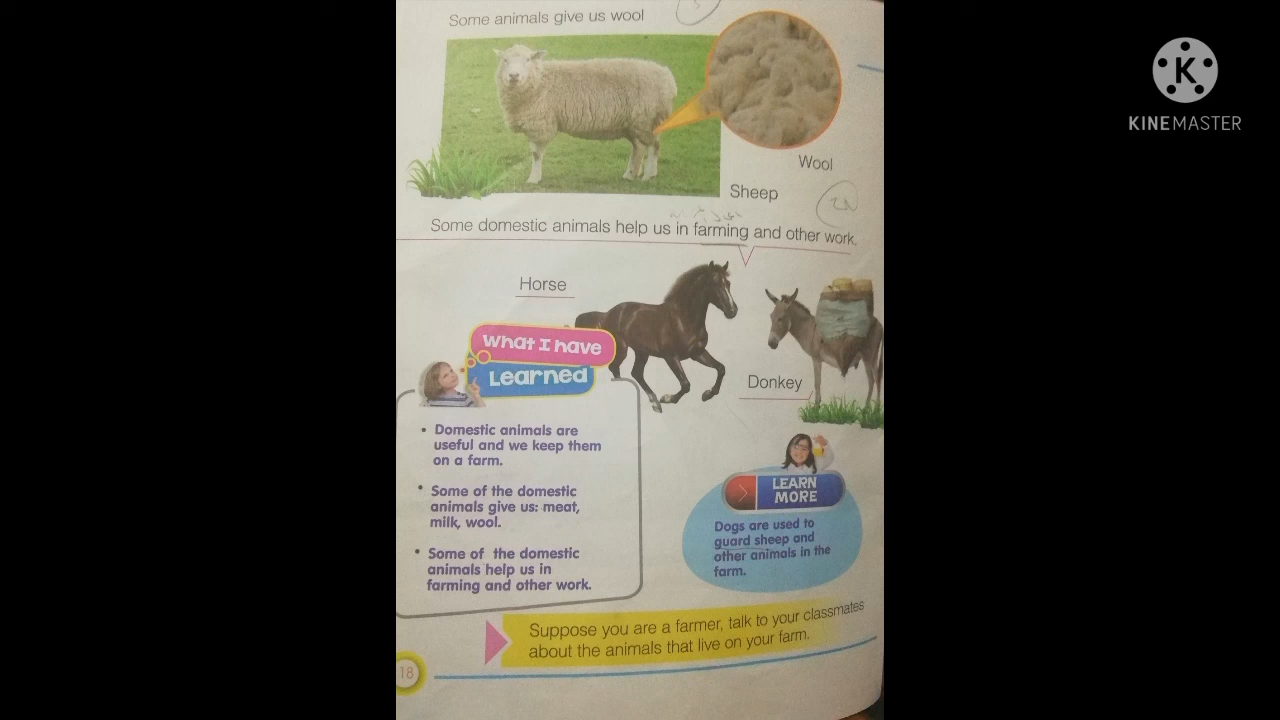 Some animals give us wool
Wool
Sheep
Some domestic animals help us in farming and other work.
Horse
Donkey
What I have
Learned
• Domestic animals are
useful and we keep them
on a farm.
• Some of the domestic
animals give us: meat,
milk, wool.
• Some of the domestic
animals help us in
farming and other work.
LEARN
MORE
Dogs are used to
guard sheep and
other animals in the
farm.
Suppose you are a farmer, talk to your classmates
about the animals that live on your farm.
18
K
KINEMASTER